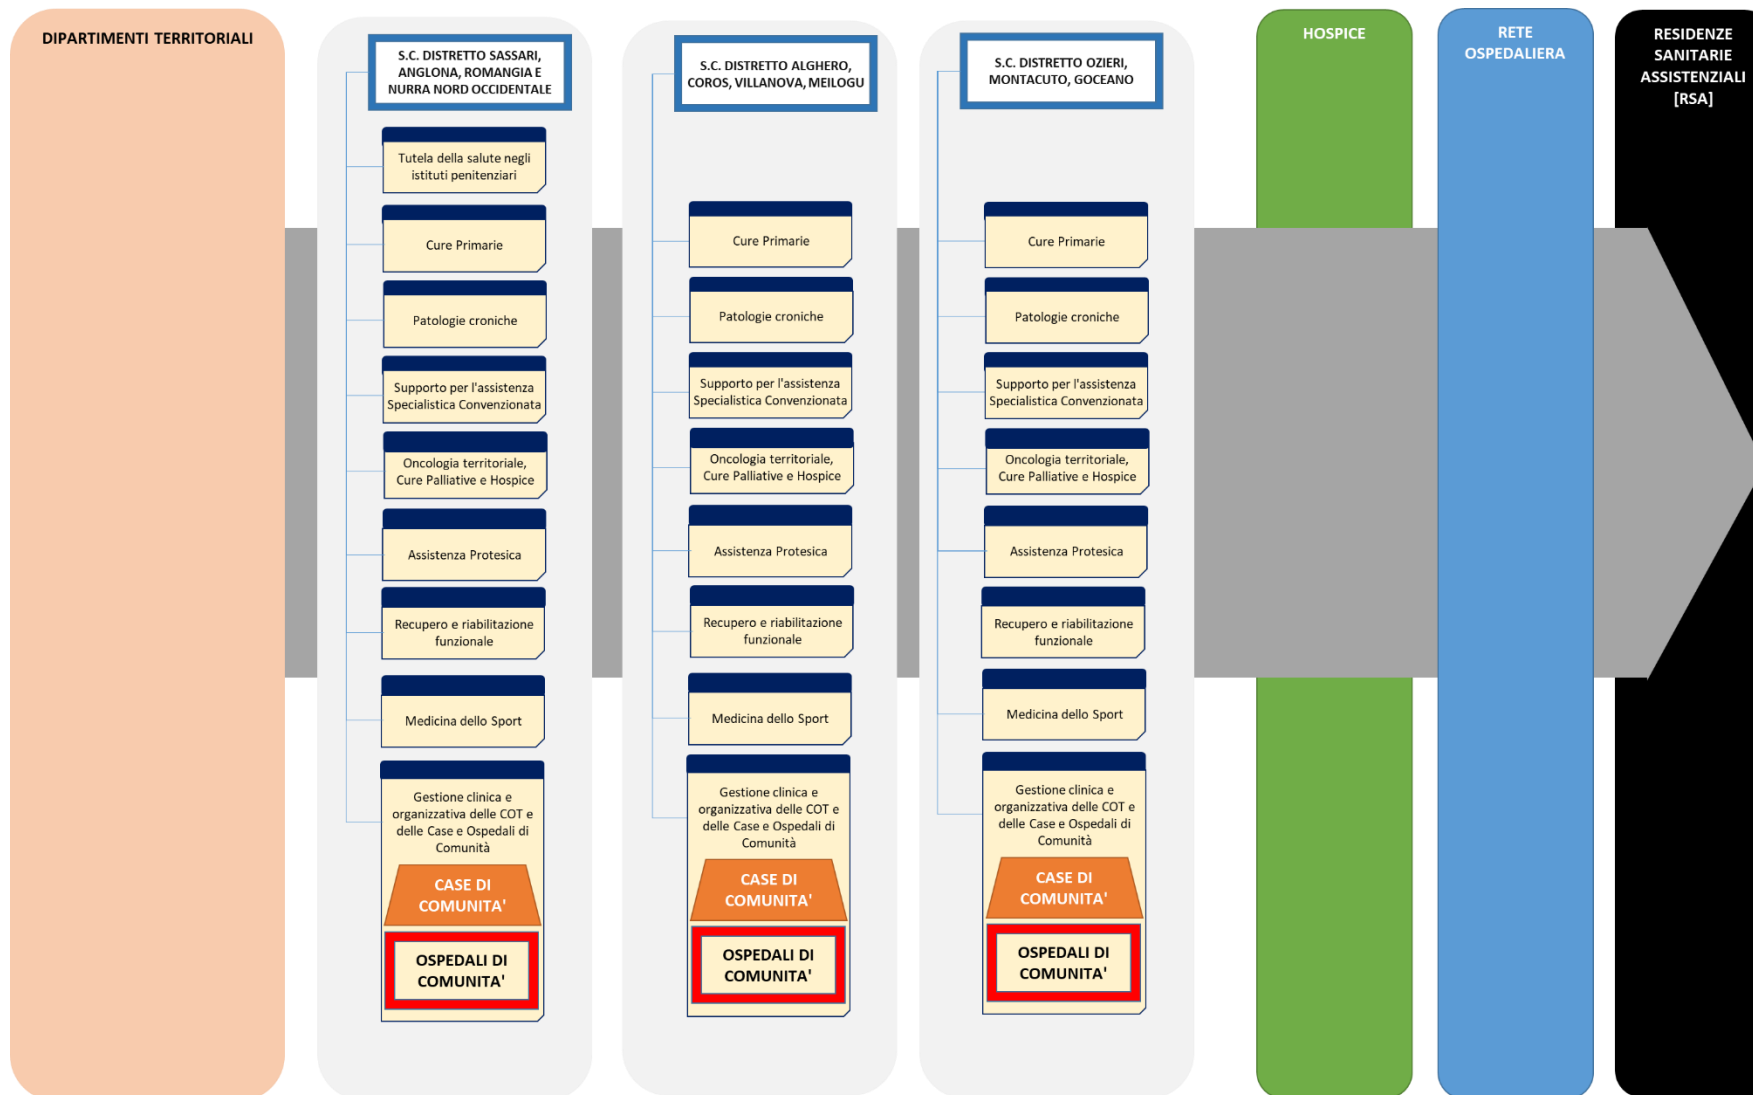 DIPARTIMENTI TERRITORIALI
S.C. DISTRETTO SASSARI,
ANGLONA, ROMANGIA E
NURRA NORD OCCIDENTALE
Tutela della salute negli
istituti penitenziari
Cure Primarie
Patologie croniche
Supporto per l'assistenza
Specialistica Convenzionata
Oncologia territoriale,
Cure Palliative e Hospice
Assistenza Protesica
Recupero e riabilitazione
funzionale
Medicina dello Sport
Gestione clinica e
organizzativa delle COT e
delle Case e Ospedali di
Comunità
CASE DI
COMUNITA'
OSPEDALI DI
COMUNITA'
S.C. DISTRETTO ALGHERO,
COROS, VILLANOVA, MEILOGU
Cure Primarie
Patologie croniche
Supporto per l'assistenza
Specialistica Convenzionata
Oncologia territoriale,
Cure Palliative e Hospice
Assistenza Protesica
Recupero e riabilitazione
funzionale
Medicina dello Sport
Gestione clinica e
organizzativa delle COT e
delle Case e Ospedali di
Comunità
CASE DI
COMUNITA'
OSPEDALI DI
COMUNITA'
S.C. DISTRETTO OZIERI,
MONTACUTO, GOCEANO
Cure Primarie
Patologie croniche
Supporto per l'assistenza
Specialistica Convenzionata
Oncologia territoriale,
Cure Palliative e Hospice
Assistenza Protesica
Recupero e riabilitazione
funzionale
Medicina dello Sport
Gestione clinica e
organizzativa delle COT e
delle Case e Ospedali di
Comunità
CASE DI
COMUNITA'
OSPEDALI DI
COMUNITA'
HOSPICE
RETE
OSPEDALIERA
RESIDENZE
SANITARIE
ASSISTENZIALI
[RSA]